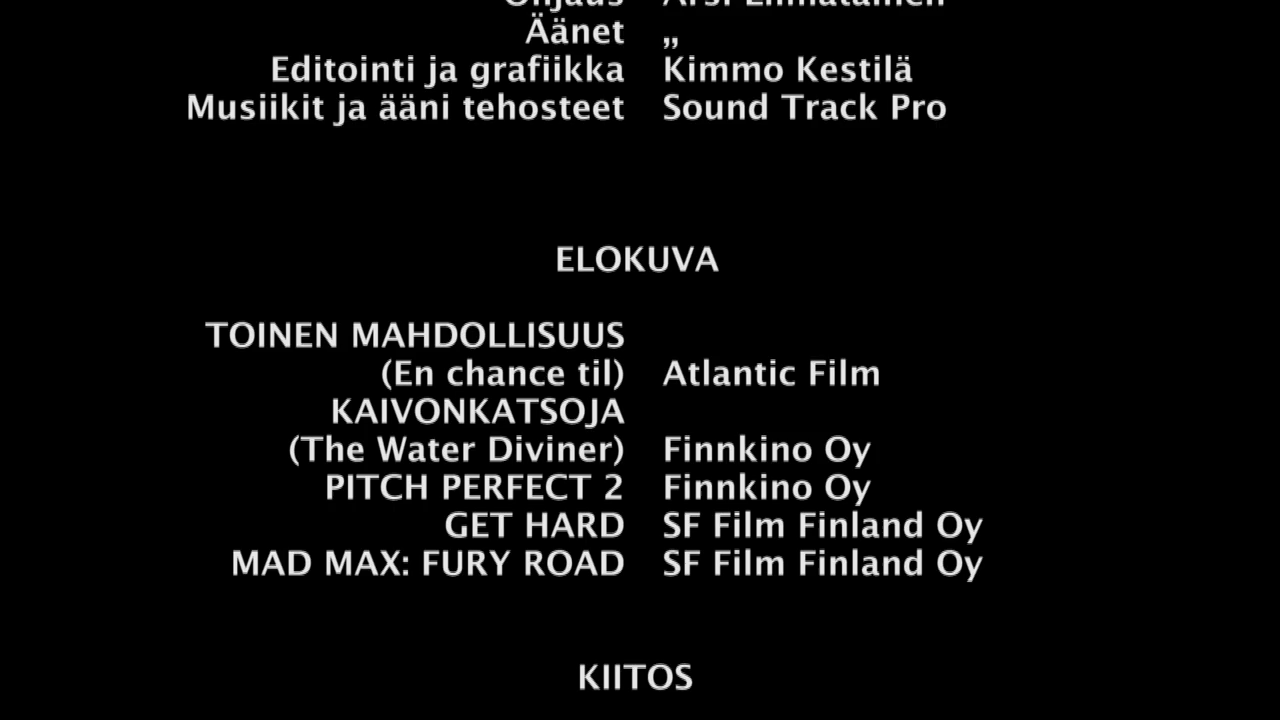 Äänet „
Editointi ja grafiikka Kimmo Kestilä
Musiikit ja ääni tehosteet Sound Track Pro
ELOKUVA
TOINEN MAHDOLLISUUS
(En chance til) Atlantic Film
KAIVONKATSOJA
(The Water Diviner) Finnkino Oy
PITCH PERFECT 2 Finnkino Oy
GET HARD SF Film Finland Oy
MAD MAX: FURY ROAD SF Film Finland Oy
KIITOS